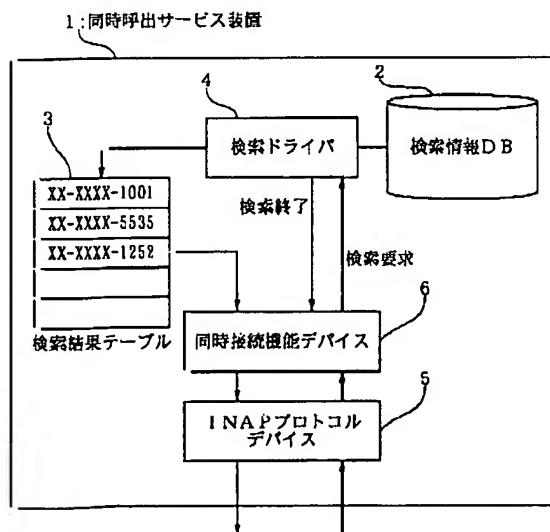 1:同時呼出サービス装置
2
4
3
検索ドライバ
検索情報DB
XX-XXXX-1001
XX-XXXX-5535
XX-XXXX-1252
検索終了
検索要求
6
検索結果テーブル
同時接続機能デバイス
5
INAPプロトコル
デバイス